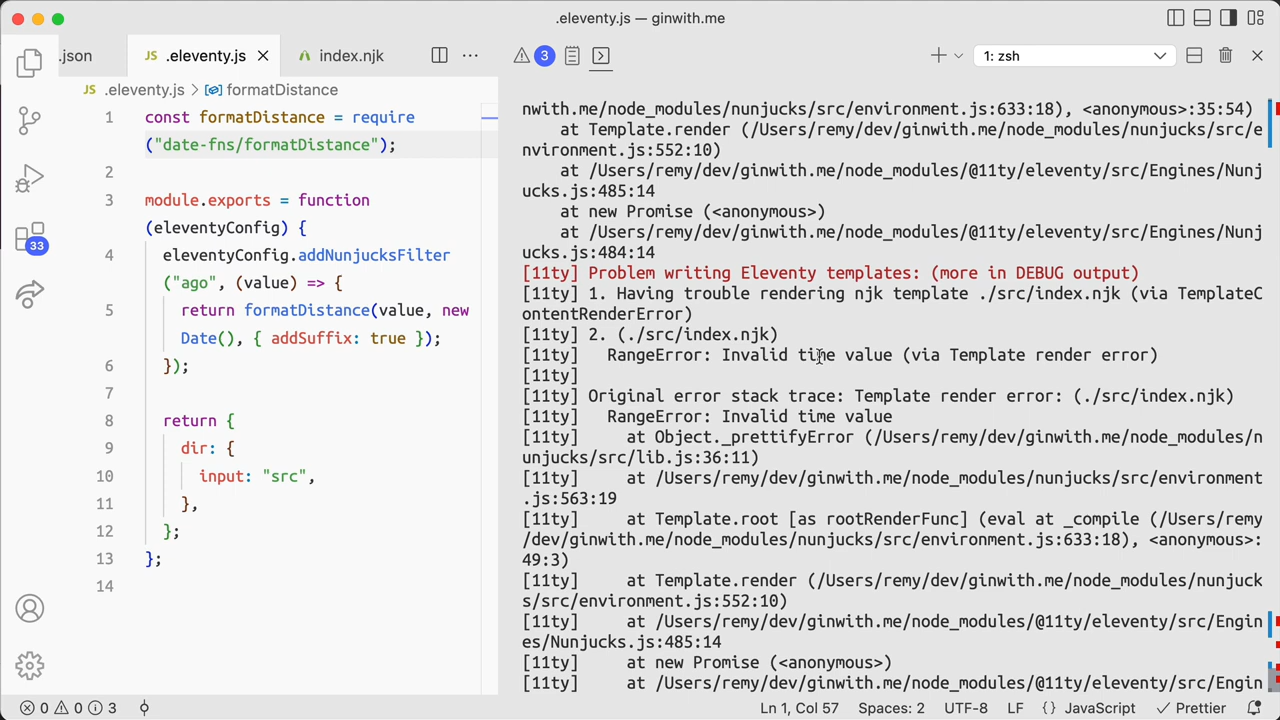 .eleventy.js — ginwith.me
.json
JS .eleventy.js
index.njk
3
1: zsh
JS .eleventy.js > formatDistance
1 const formatDistance = require
("date-fns/formatDistance");
2
3 module.exports = function
(eleventyConfig) {
4 eleventyConfig.addNunjucksFilter
("ago", (value) => {
5 return formatDistance(value, new
Date(), { addSuffix: true });
6 });
7
8 return {
9 dir: {
10 input: "src",
11 },
12 };
13 };
14
33
nwith.me/node_modules/nunjucks/src/environment.js:633:18), <anonymous>:35:54)
at Template.render (/Users/remy/dev/ginwith.me/node_modules/nunjucks/src/e
nvironment.js:552:10)
at /Users/remy/dev/ginwith.me/node_modules/@11ty/eleventy/src/Engines/Nunj
ucks.js:485:14
at new Promise (<anonymous>)
at /Users/remy/dev/ginwith.me/node_modules/@11ty/eleventy/src/Engines/Nunj
ucks.js:484:14
[11ty] Problem writing Eleventy templates: (more in DEBUG output)
[11ty] 1. Having trouble rendering njk template ./src/index.njk (via TemplateC
ontentRenderError)
[11ty] 2. (./src/index.njk)
[11ty] RangeError: Invalid time value (via Template render error)
[11ty]
[11ty] Original error stack trace: Template render error: (./src/index.njk)
[11ty] RangeError: Invalid time value
[11ty] at Object._prettifyError (/Users/remy/dev/ginwith.me/node_modules/n
unjucks/src/lib.js:36:11)
[11ty] at /Users/remy/dev/ginwith.me/node_modules/nunjucks/src/environment
.js:563:19
[11ty] at Template.root [as rootRenderFunc] (eval at _compile (/Users/remy
/dev/ginwith.me/node_modules/nunjucks/src/environment.js:633:18), <anonymous>:
49:3)
[11ty] at Template.render (/Users/remy/dev/ginwith.me/node_modules/nunjuck
s/src/environment.js:552:10)
[11ty] at /Users/remy/dev/ginwith.me/node_modules/@11ty/eleventy/src/Engin
es/Nunjucks.js:485:14
[11ty] at new Promise (<anonymous>)
[11ty] at /Users/remy/dev/ginwith.me/node_modules/@11ty/eleventy/src/Engin
0 0 3
Ln 1, Col 57 Spaces: 2 UTF-8 LF {} JavaScript Prettier